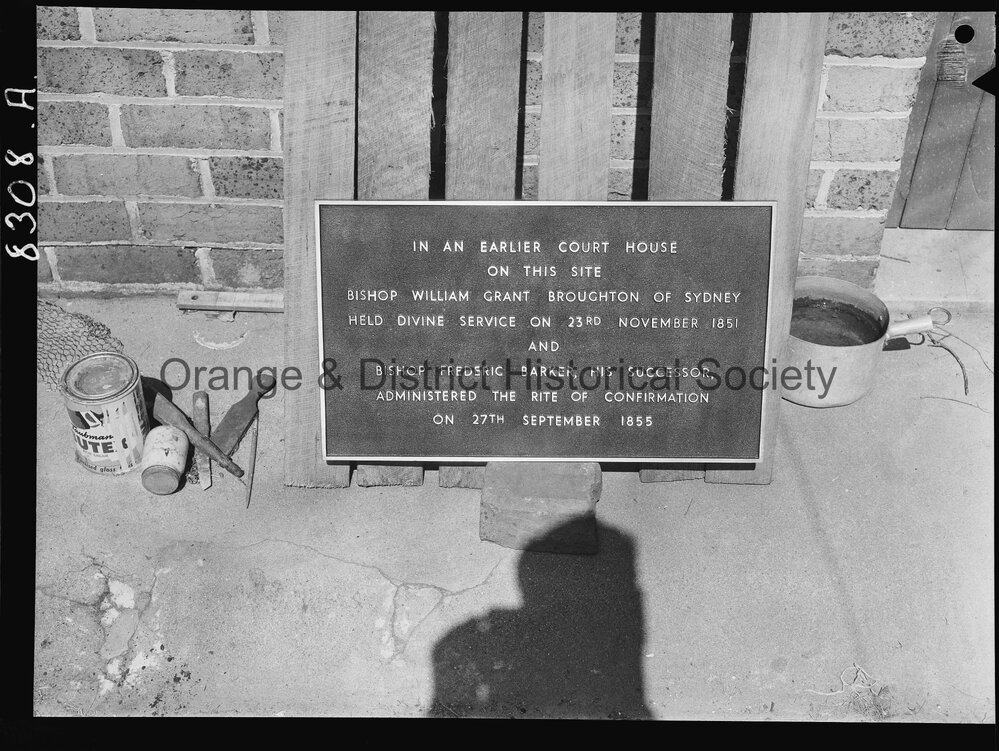 8308.A.
IN AN EARLIER COURT HOUSE
ON THIS SITE
BISHOP WILLIAM GRANT BROUGHTON OF SYDNEY
HELD DIVINE SERVICE ON 23RD NOVEMBER 1851
AND
BISHOP FREDERIC BARKER, HIS SUCCESSOR,
ADMINISTERED THE RITE OF CONFIRMATION
ON 27TH SEPTEMBER 1855
Orange & District Historical Society
gloss